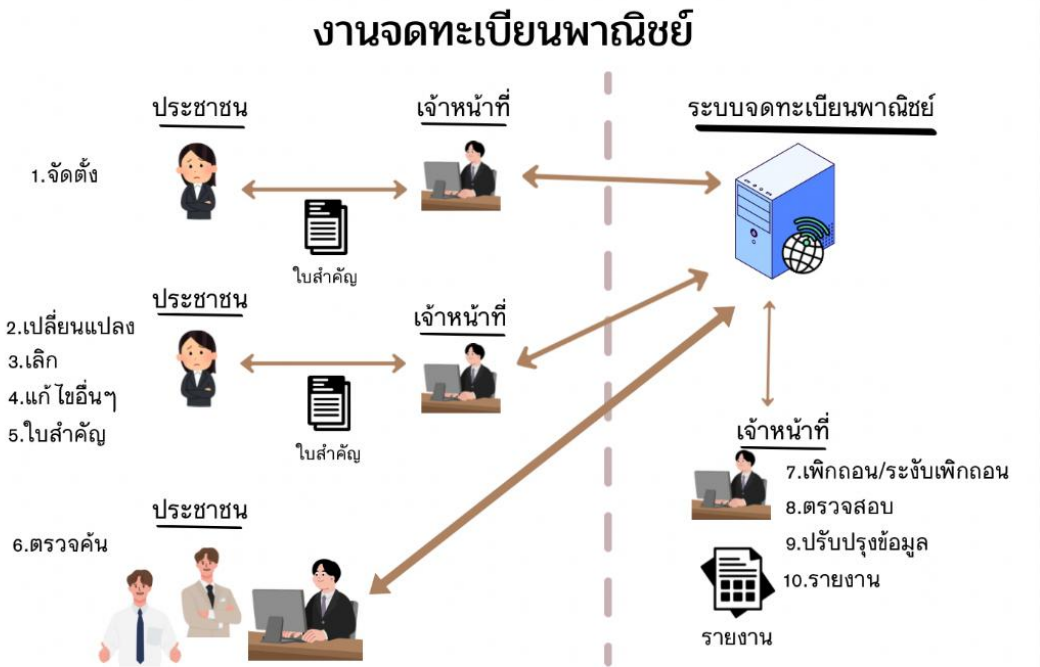 งานจดทะเบียนพาณิชย์
ประชาชน
เจ้าหน้าที่
ระบบจดทะเบียนพาณิชย์
1.จัดตั้ง
ใบสำคัญ
ประชาชน
เจ้าหน้าที่
2.เปลี่ยนแปลง
3.เลิก
4.แก้ไขอื่นๆ
5.ใบสำคัญ
ใบสำคัญ
เจ้าหน้าที่
7.เพิกถอน/ระงับเพิกถอน
8.ตรวจสอบ
9.ปรับปรุงข้อมูล
10.รายงาน
รายงาน
ประชาชน
6.ตรวจค้น